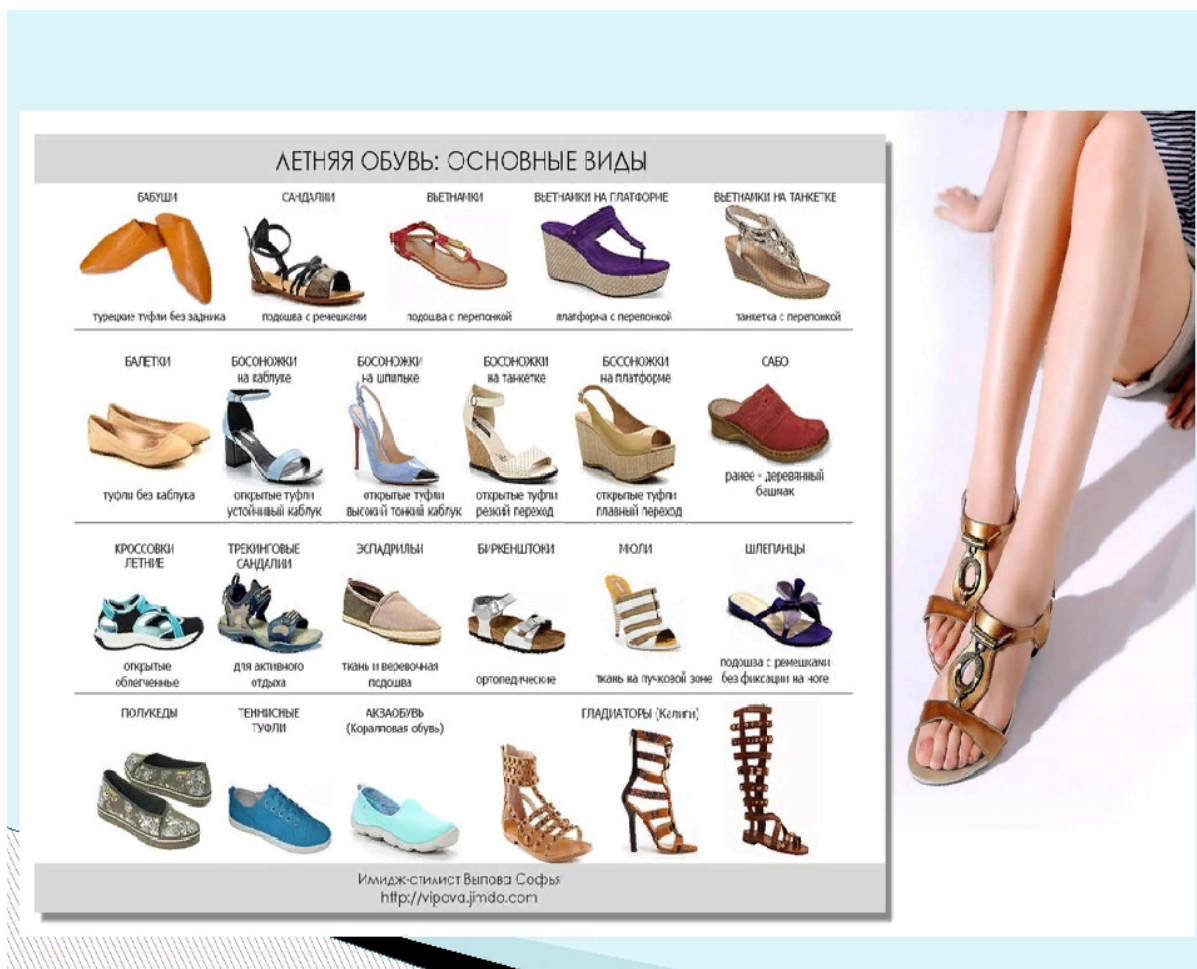 ЛЕТНЯЯ ОБУВЬ: ОСНОВНЫЕ ВИДЫ
БАБУШИ
САНДАЛИИ
ВЬЕТНАМКИ
ВЬЕТНАМКИ НА ПЛАТФОРМЕ
ВЬЕТНАМКИ НА ТАНКЕТКЕ
турецкие туфли без задника
подошва с ремешками
подошва с перепонкой
платформа с перепонкой
танкетка с перепонкой
БАЛЕТКИ
БОСОНОЖКИ
на каблуке
БОСОНОЖКИ
на шпильке
БОСОНОЖКИ
на танкетке
БОСОНОЖКИ
на платформе
САБО
туфли без каблука
открытые туфли
устойчивый каблук
открытые туфли
высокий тонкий каблук
открытые туфли
резкий переход
открытые туфли
плавный переход
ранее - деревянный
башмак
КРОССОВКИ
ЛЕТНИЕ
ТРЕКИНГОВЫЕ
САНДАЛИИ
ЭСПАДРИЛЬИ
БИРКЕНШТОКИ
МЮЛИ
ШЛЕПАНЦЫ
открытые
облегченные
для активного
отдыха
ткань и веревочная
подошва
ортопедические
ткань на пучковой зоне
подошва с ремешками
без фиксации на ноге
ПОЛУКЕДЫ
ТЕННИСНЫЕ
ТУФЛИ
АКВАОБУВЬ
(Коралловая обувь)
ГЛАДИАТОРЫ (Калиги)
Имидж-стилист Выпова Софья
http://vipova.jimdo.com